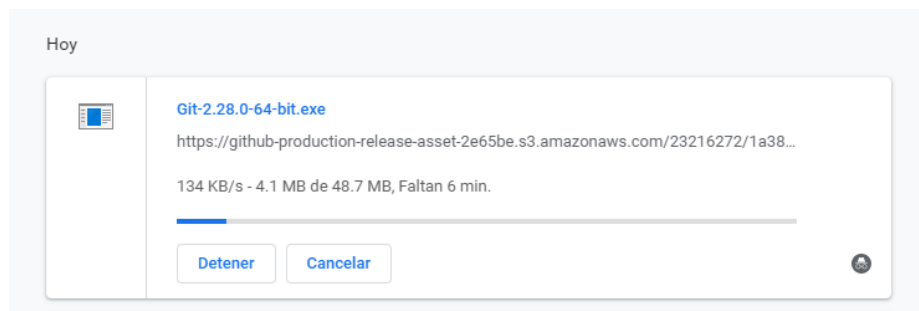 Hoy
Git-2.28.0-64-bit.exe
https://github-production-release-asset-2e65be.s3.amazonaws.com/23216272/1a38...
134 KB/s - 4.1 MB de 48.7 MB, Faltan 6 min.
Detener Cancelar